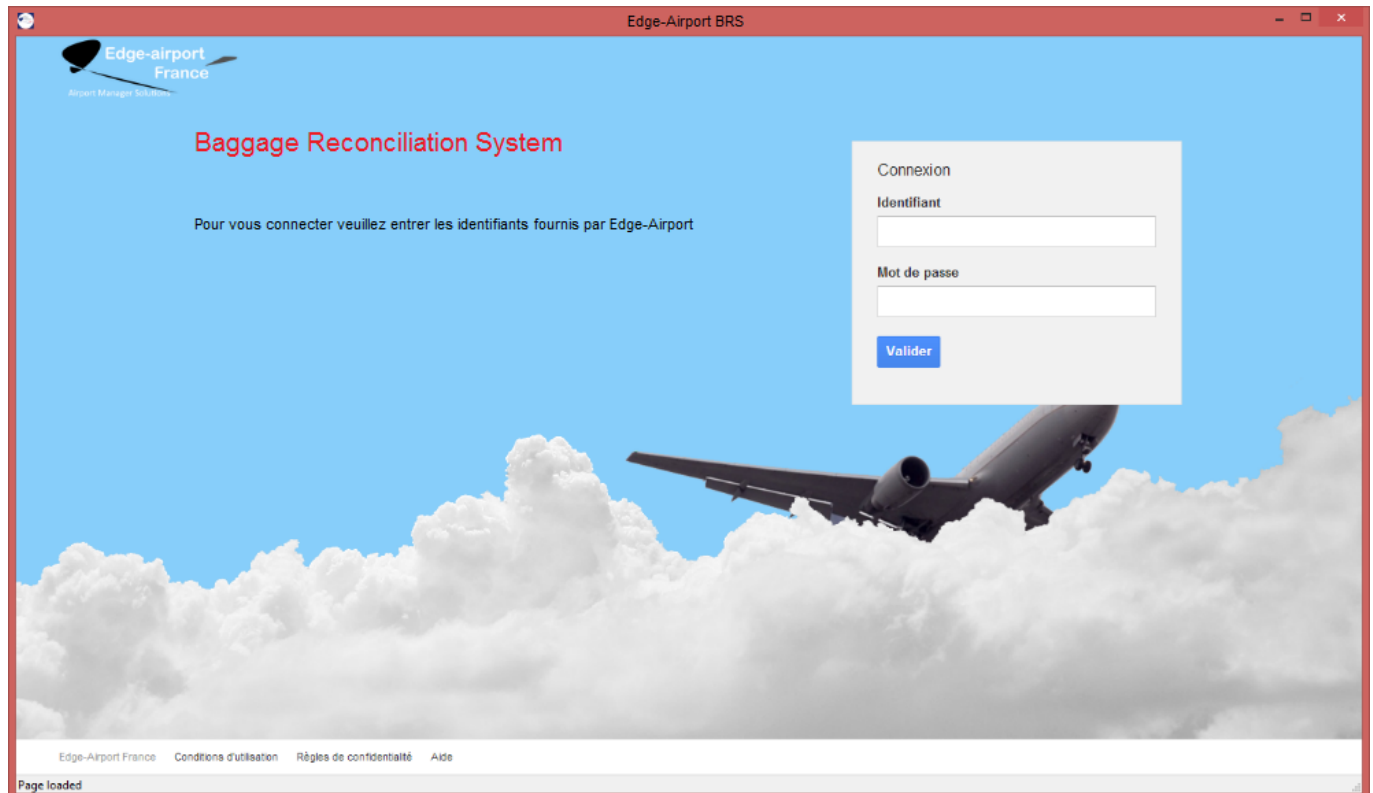 Edge-Airport BRS
Edge-airport
France
Airport Manager Solutions
Baggage Reconciliation System
Pour vous connecter veuillez entrer les identifiants fournis par Edge-Airport
Connexion
Identifiant
Mot de passe
Valider
Edge-Airport France Conditions d'utilisation Règles de confidentialité Aide
Page loaded